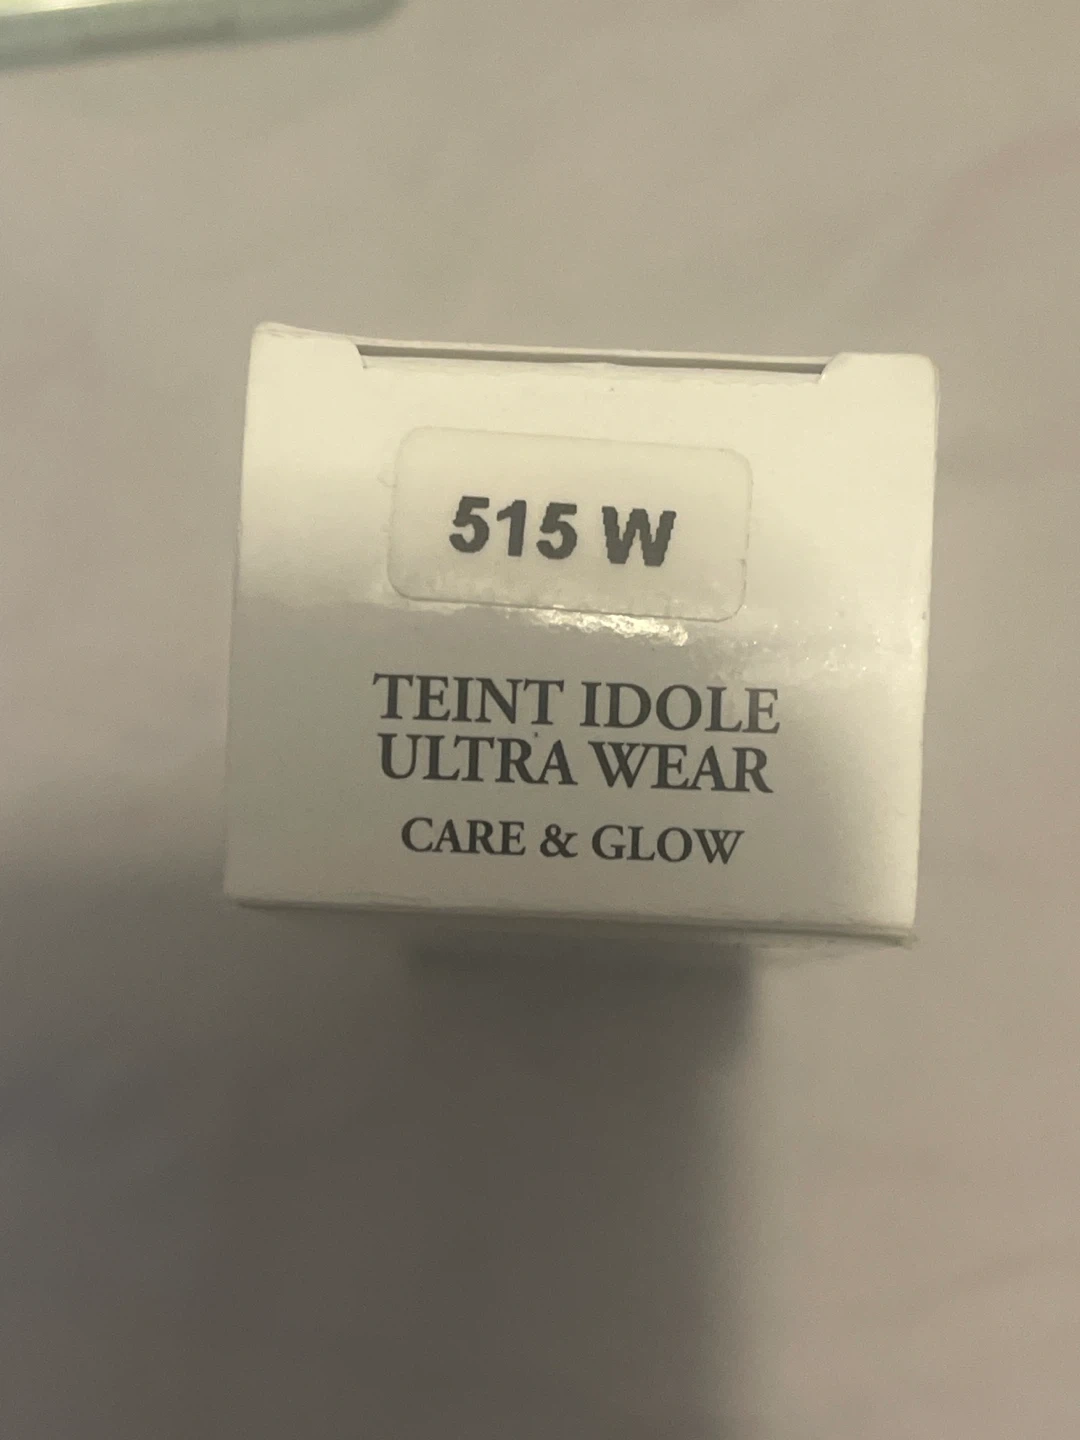 515 W
TEINT IDOLE
ULTRA WEAR
CARE & GLOW